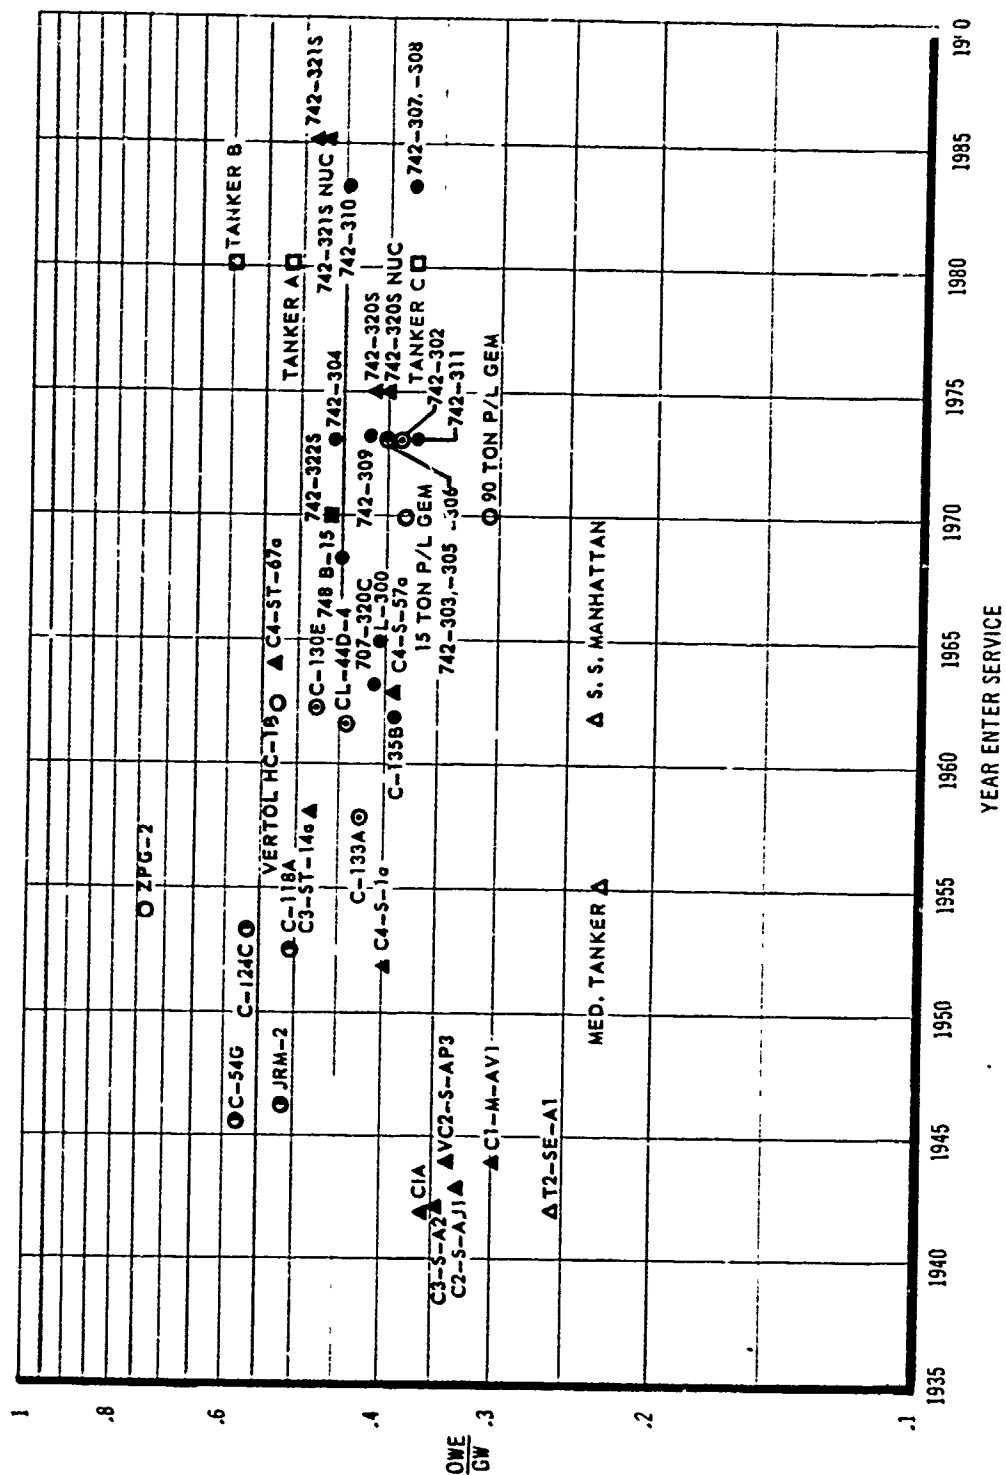 1
.8
.6
.4
.3
.2
.1
OWE
GW
ZPG-2
C-54G
C-124C
JRM-2
VERTOL HC-1B
C4-ST-67a
C-118A
C3-ST-14a
C-130E
748 B-15
742-322S
742-304
CL-44D-4
742-309
C-133A
707-320C
L-300
C-135B
C4-S-57a
C4-S-1a
15 TON P/L GEM
742-303,-305
-306
742-302
742-311
90 TON P/L GEM
TANKER B
TANKER A
742-321S
742-321S NUC
742-310
742-320S
742-320S NUC
TANKER C
742-307,-308
C1A
C3-S-A2
VC2-S-AP3
C2-S-AJ1
C1-M-AV1
T2-SE-A1
MED. TANKER
S. S. MANHATTAN
1935
1940
1945
1950
1955
1960
1965
1970
1975
1980
1985
YEAR ENTER SERVICE